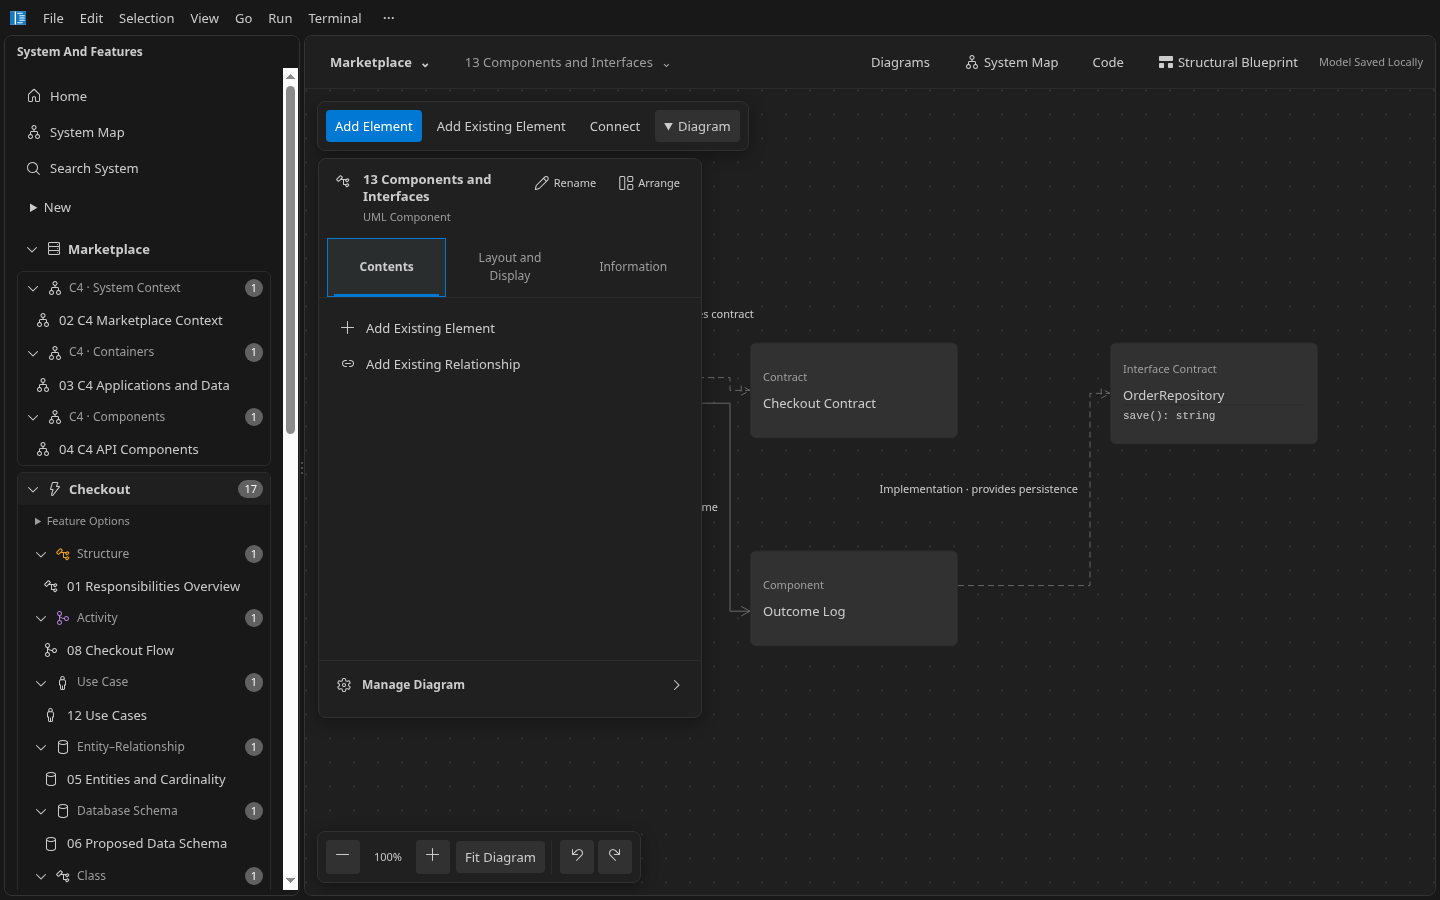 File Edit Selection View Go Run Terminal ···
System And Features
Home
System Map
Search System
New
Marketplace
C4 · System Context 1
02 C4 Marketplace Context
C4 · Containers 1
03 C4 Applications and Data
C4 · Components 1
04 C4 API Components
Checkout 17
Feature Options
Structure 1
01 Responsibilities Overview
Activity 1
08 Checkout Flow
Use Case 1
12 Use Cases
Entity–Relationship 1
05 Entities and Cardinality
Database Schema 1
06 Proposed Data Schema
Class 1
Marketplace 13 Components and Interfaces Diagrams System Map Code Structural Blueprint Model Saved Locally
Add Element Add Existing Element Connect Diagram
13 Components and
Interfaces
UML Component
Rename Arrange
Contents
Layout and
Display
Information
Add Existing Element
Add Existing Relationship
Manage Diagram
es contract
Contract
Checkout Contract
Interface Contract
OrderRepository
save(): string
Implementation · provides persistence
me
Component
Outcome Log
100% Fit Diagram